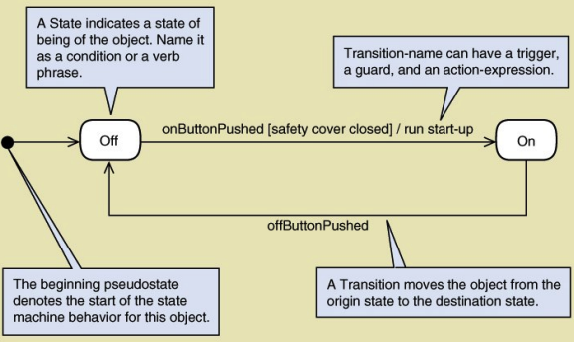 A State indicates a state of
being of the object. Name it
as a condition or a verb
phrase.
Transition-name can have a trigger,
a guard, and an action-expression.
onButtonPushed [safety cover closed] / run start-up
Off
On
offButtonPushed
The beginning pseudostate
denotes the start of the state
machine behavior for this object.
A Transition moves the object from the
origin state to the destination state.